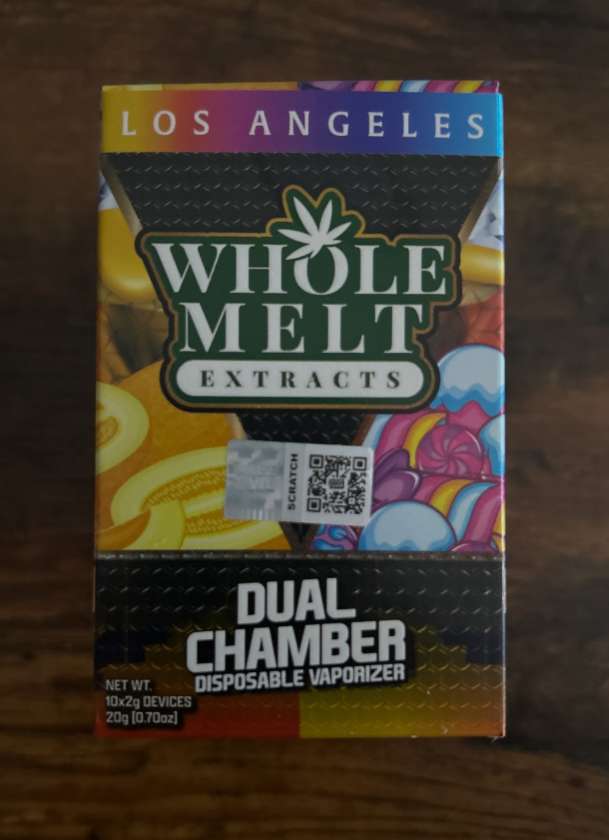 LOS ANGELES
WHOLE
MELT
EXTRACTS
SCRATCH
DUAL
CHAMBER
DISPOSABLE VAPORIZER
NET WT.
10x2g DEVICES
20g [0.70oz]